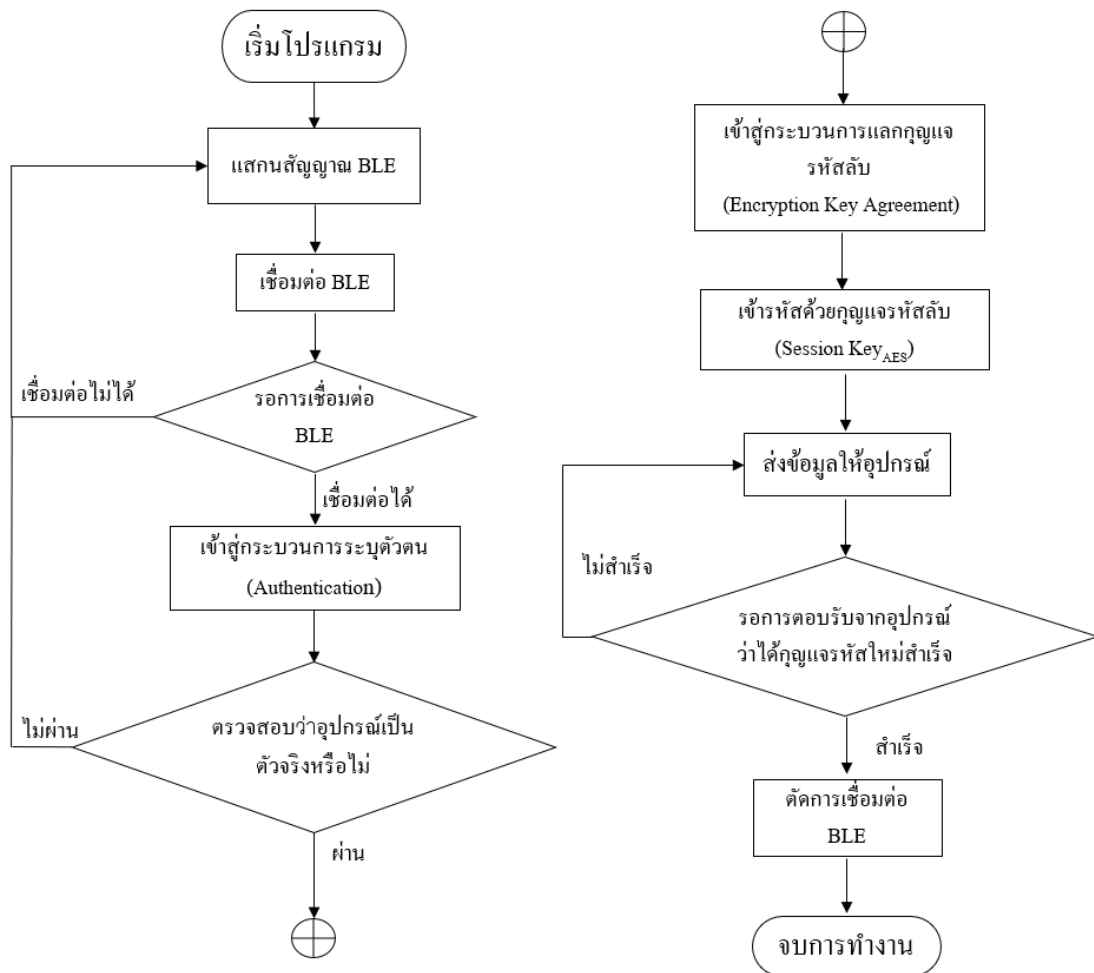 เริ่มโปรแกรม
แสกนสัญญาณ BLE
เชื่อมต่อ BLE
เชื่อมต่อไม่ได้
รอการเชื่อมต่อ
BLE
เชื่อมต่อได้
เข้าสู่กระบวนการระบุตัวตน
(Authentication)
ไม่ผ่าน
ตรวจสอบว่าอุปกรณ์เป็น
ตัวจริงหรือไม่
ผ่าน
เข้าสู่กระบวนการแลกกุญแจ
รหัสลับ
(Encryption Key Agreement)
เข้ารหัสด้วยกุญแจรหัสลับ
(Session Key AES)
ส่งข้อมูลให้อุปกรณ์
ไม่สำเร็จ
รอการตอบรับจากอุปกรณ์
ว่าได้กุญแจรหัสใหม่สำเร็จ
สำเร็จ
ตัดการเชื่อมต่อ
BLE
จบการทำงาน